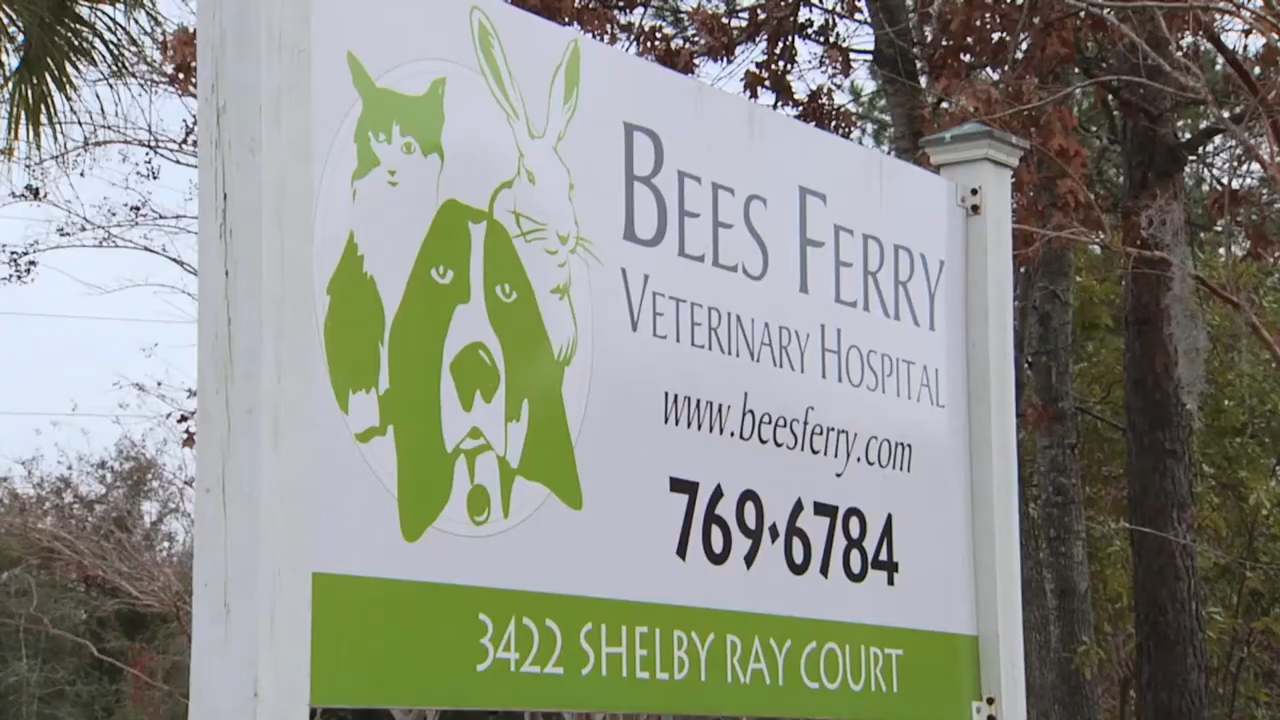 BEES FERRY
VETERINARY HOSPITAL
www.beesferry.com
769·6784
3422 SHELBY RAY COURT